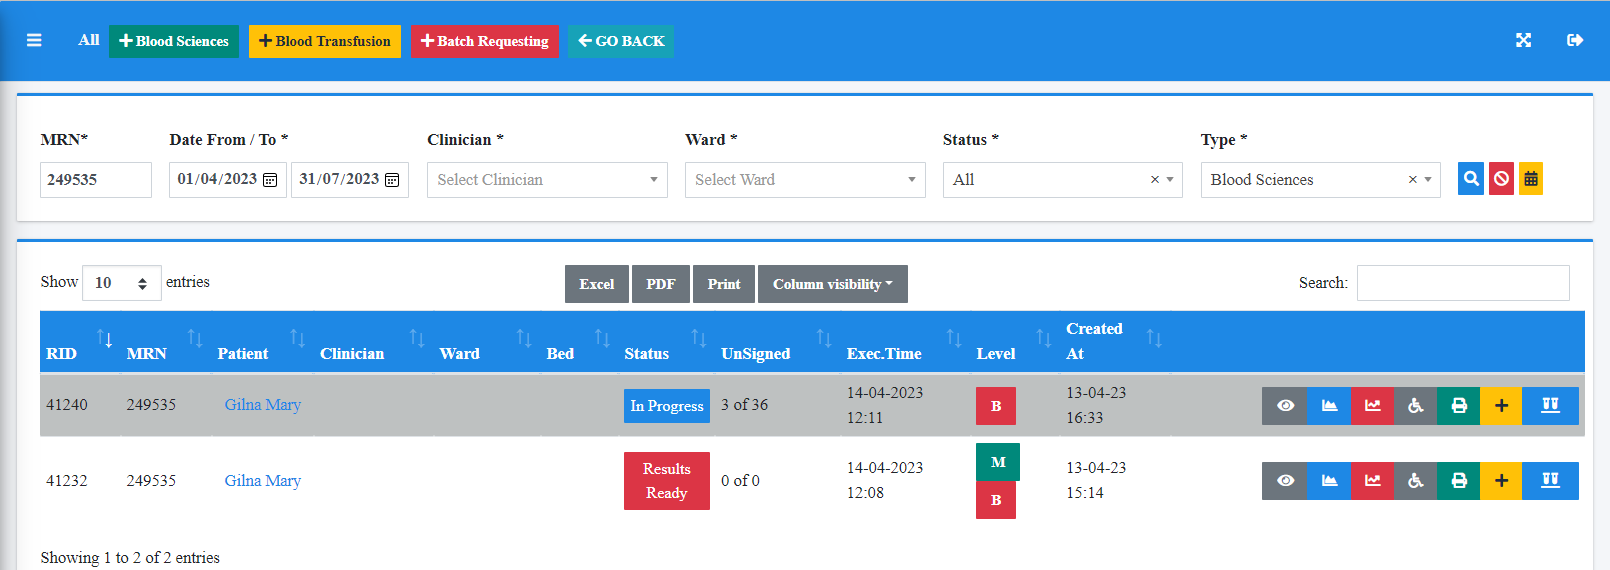 All + Blood Sciences + Blood Transfusion + Batch Requesting GO BACK
MRN* Date From / To * Clinician * Ward * Status * Type *
249535 01/04/2023 31/07/2023 Select Clinician Select Ward All × Blood Sciences ×
Show 10 entries Excel PDF Print Column visibility Search:
RID MRN Patient Clinician Ward Bed Status UnSigned Exec.Time Level Created At
41240 249535 Gilna Mary In Progress 3 of 36 14-04-2023 12:11 B 13-04-23 16:33
41232 249535 Gilna Mary Results Ready 0 of 0 14-04-2023 12:08 M B 13-04-23 15:14
Showing 1 to 2 of 2 entries